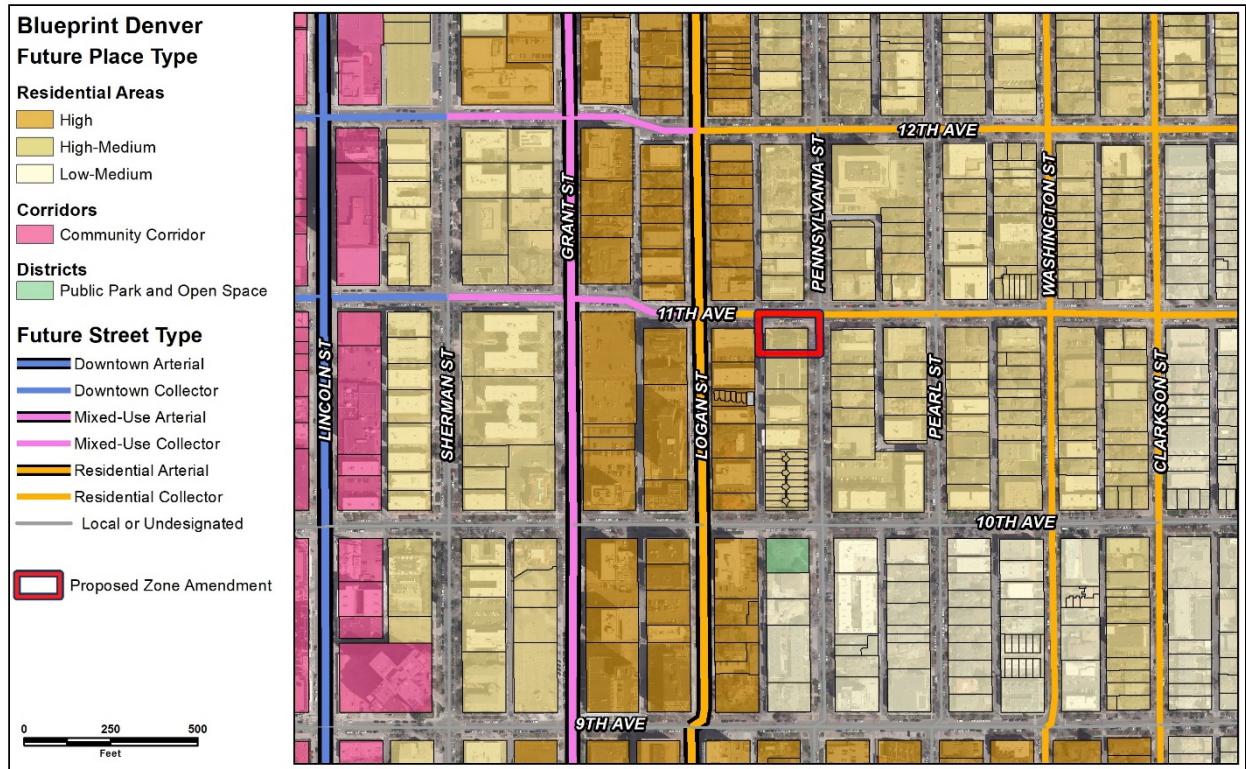 Blueprint Denver
Future Place Type
Residential Areas
High
High-Medium
Low-Medium
Corridors
Community Corridor
Districts
Public Park and Open Space
Future Street Type
Downtown Arterial
Downtown Collector
Mixed-Use Arterial
Mixed-Use Collector
Residential Arterial
Residential Collector
Local or Undesignated
Proposed Zone Amendment
0 250 500
Feet
12TH AVE
11TH AVE
10TH AVE
9TH AVE
LINCOLN ST
SHERMAN ST
GRANT ST
LOGAN ST
PENNSYLVANIA ST
PEARL ST
WASHINGTON ST
CLARKSON ST